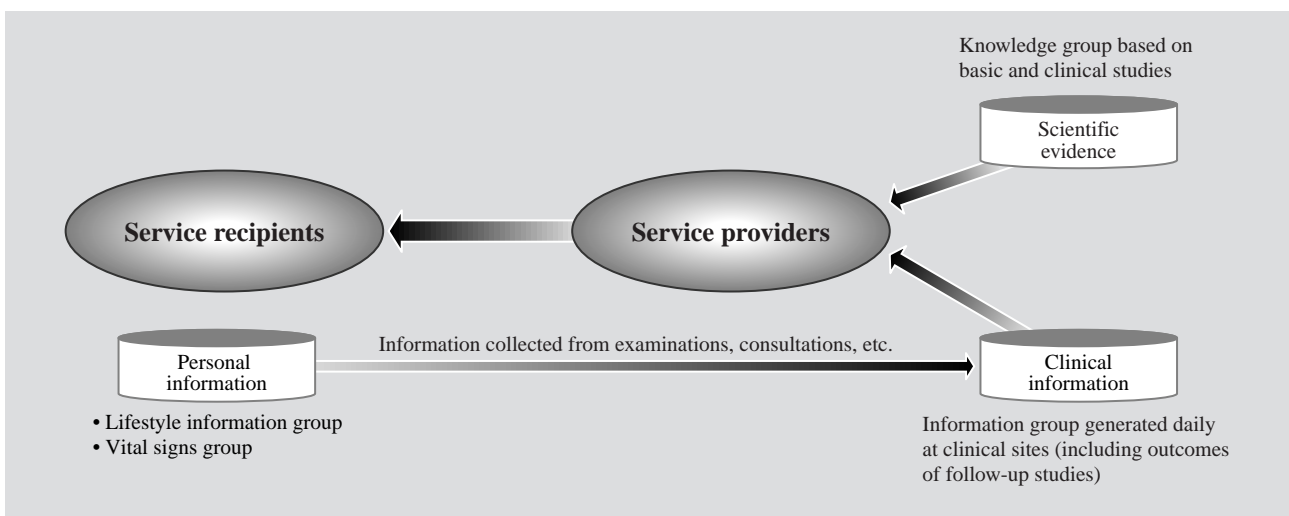 Knowledge group based on
basic and clinical studies
Scientific
evidence
Service recipients
Service providers
Information collected from examinations, consultations, etc.
Personal
information
Clinical
information
• Lifestyle information group
• Vital signs group
Information group generated daily
at clinical sites (including outcomes
of follow-up studies)